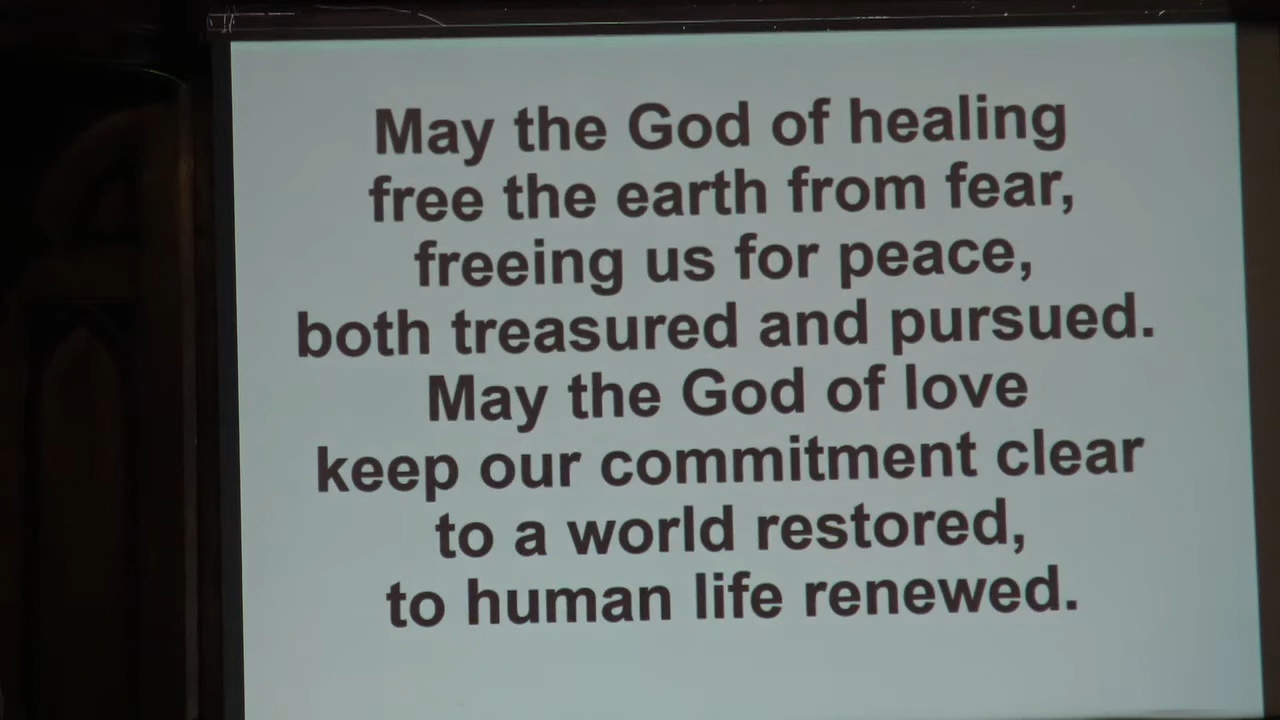 May the God of healing
free the earth from fear,
freeing us for peace,
both treasured and pursued.
May the God of love
keep our commitment clear
to a world restored,
to human life renewed.